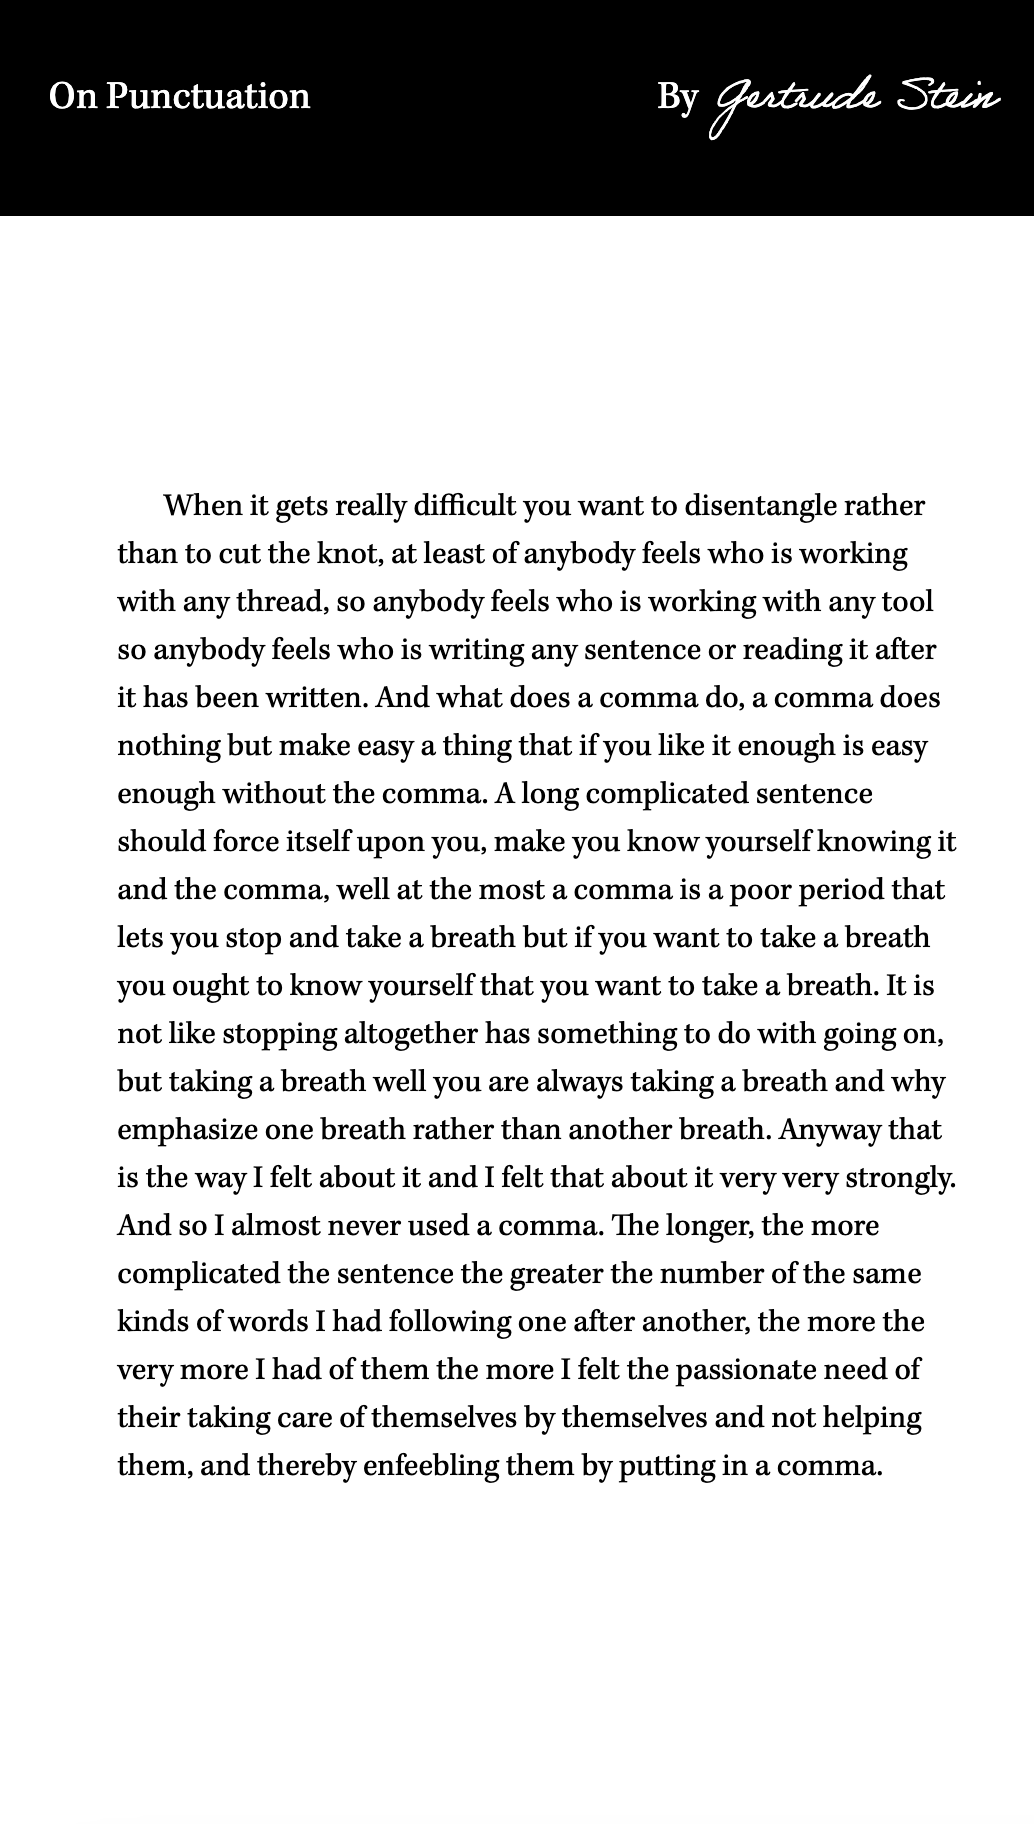 On Punctuation
By Gertrude Stein
When it gets really difficult you want to disentangle rather
than to cut the knot, at least of anybody feels who is working
with any thread, so anybody feels who is working with any tool
so anybody feels who is writing any sentence or reading it after
it has been written. And what does a comma do, a comma does
nothing but make easy a thing that if you like it enough is easy
enough without the comma. A long complicated sentence
should force itself upon you, make you know yourself knowing it
and the comma, well at the most a comma is a poor period that
lets you stop and take a breath but if you want to take a breath
you ought to know yourself that you want to take a breath. It is
not like stopping altogether has something to do with going on,
but taking a breath well you are always taking a breath and why
emphasize one breath rather than another breath. Anyway that
is the way I felt about it and I felt that about it very very strongly.
And so I almost never used a comma. The longer, the more
complicated the sentence the greater the number of the same
kinds of words I had following one after another, the more the
very more I had of them the more I felt the passionate need of
their taking care of themselves by themselves and not helping
them, and thereby enfeebling them by putting in a comma.